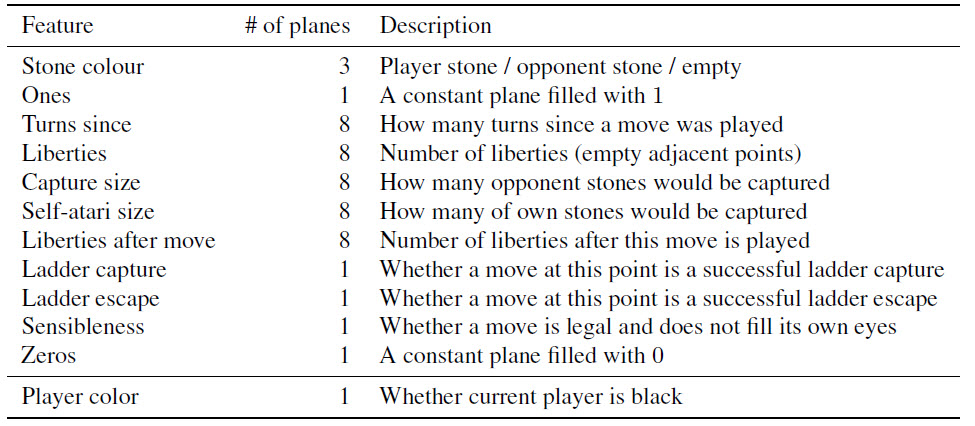 Feature # of planes Description
Stone colour 3 Player stone / opponent stone / empty
Ones 1 A constant plane filled with 1
Turns since 8 How many turns since a move was played
Liberties 8 Number of liberties (empty adjacent points)
Capture size 8 How many opponent stones would be captured
Self-atari size 8 How many of own stones would be captured
Liberties after move 8 Number of liberties after this move is played
Ladder capture 1 Whether a move at this point is a successful ladder capture
Ladder escape 1 Whether a move at this point is a successful ladder escape
Sensibleness 1 Whether a move is legal and does not fill its own eyes
Zeros 1 A constant plane filled with 0
Player color 1 Whether current player is black